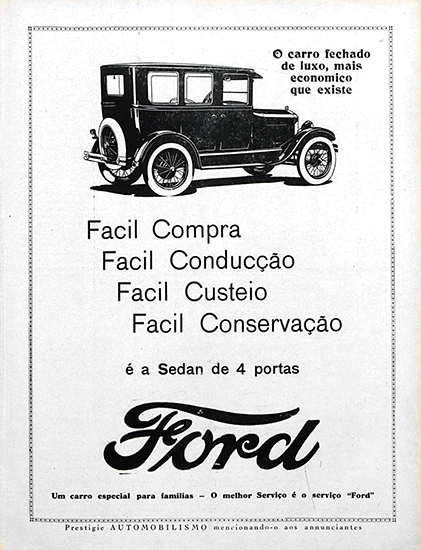 O carro fechado
de luxo, mais
economico
que existe
Facil Compra
Facil Conducção
Facil Custeio
Facil Conservação
é a Sedan de 4 portas
Ford
Um carro especial para familias – O melhor Serviço é o serviço "Ford"
Prestigie AUTOMOBILISMO mencionando-o aos annunciantes